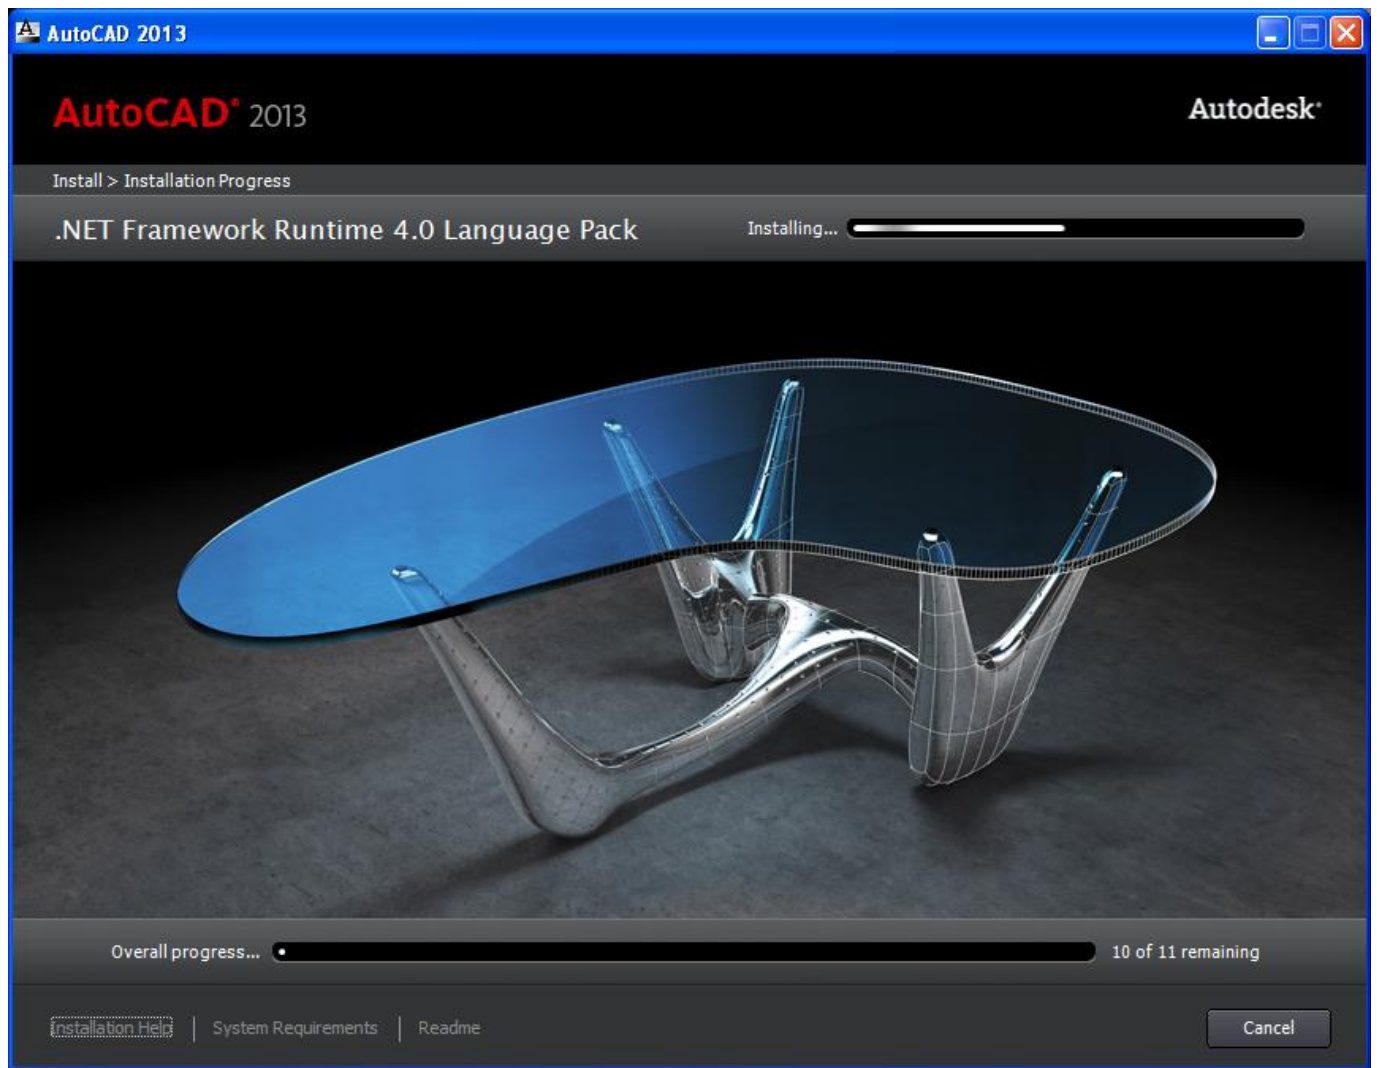 AutoCAD 2013
AutoCAD® 2013
Autodesk®
Install > Installation Progress
.NET Framework Runtime 4.0 Language Pack
Installing...
Overall progress...
10 of 11 remaining
Installation Help | System Requirements | Readme
Cancel